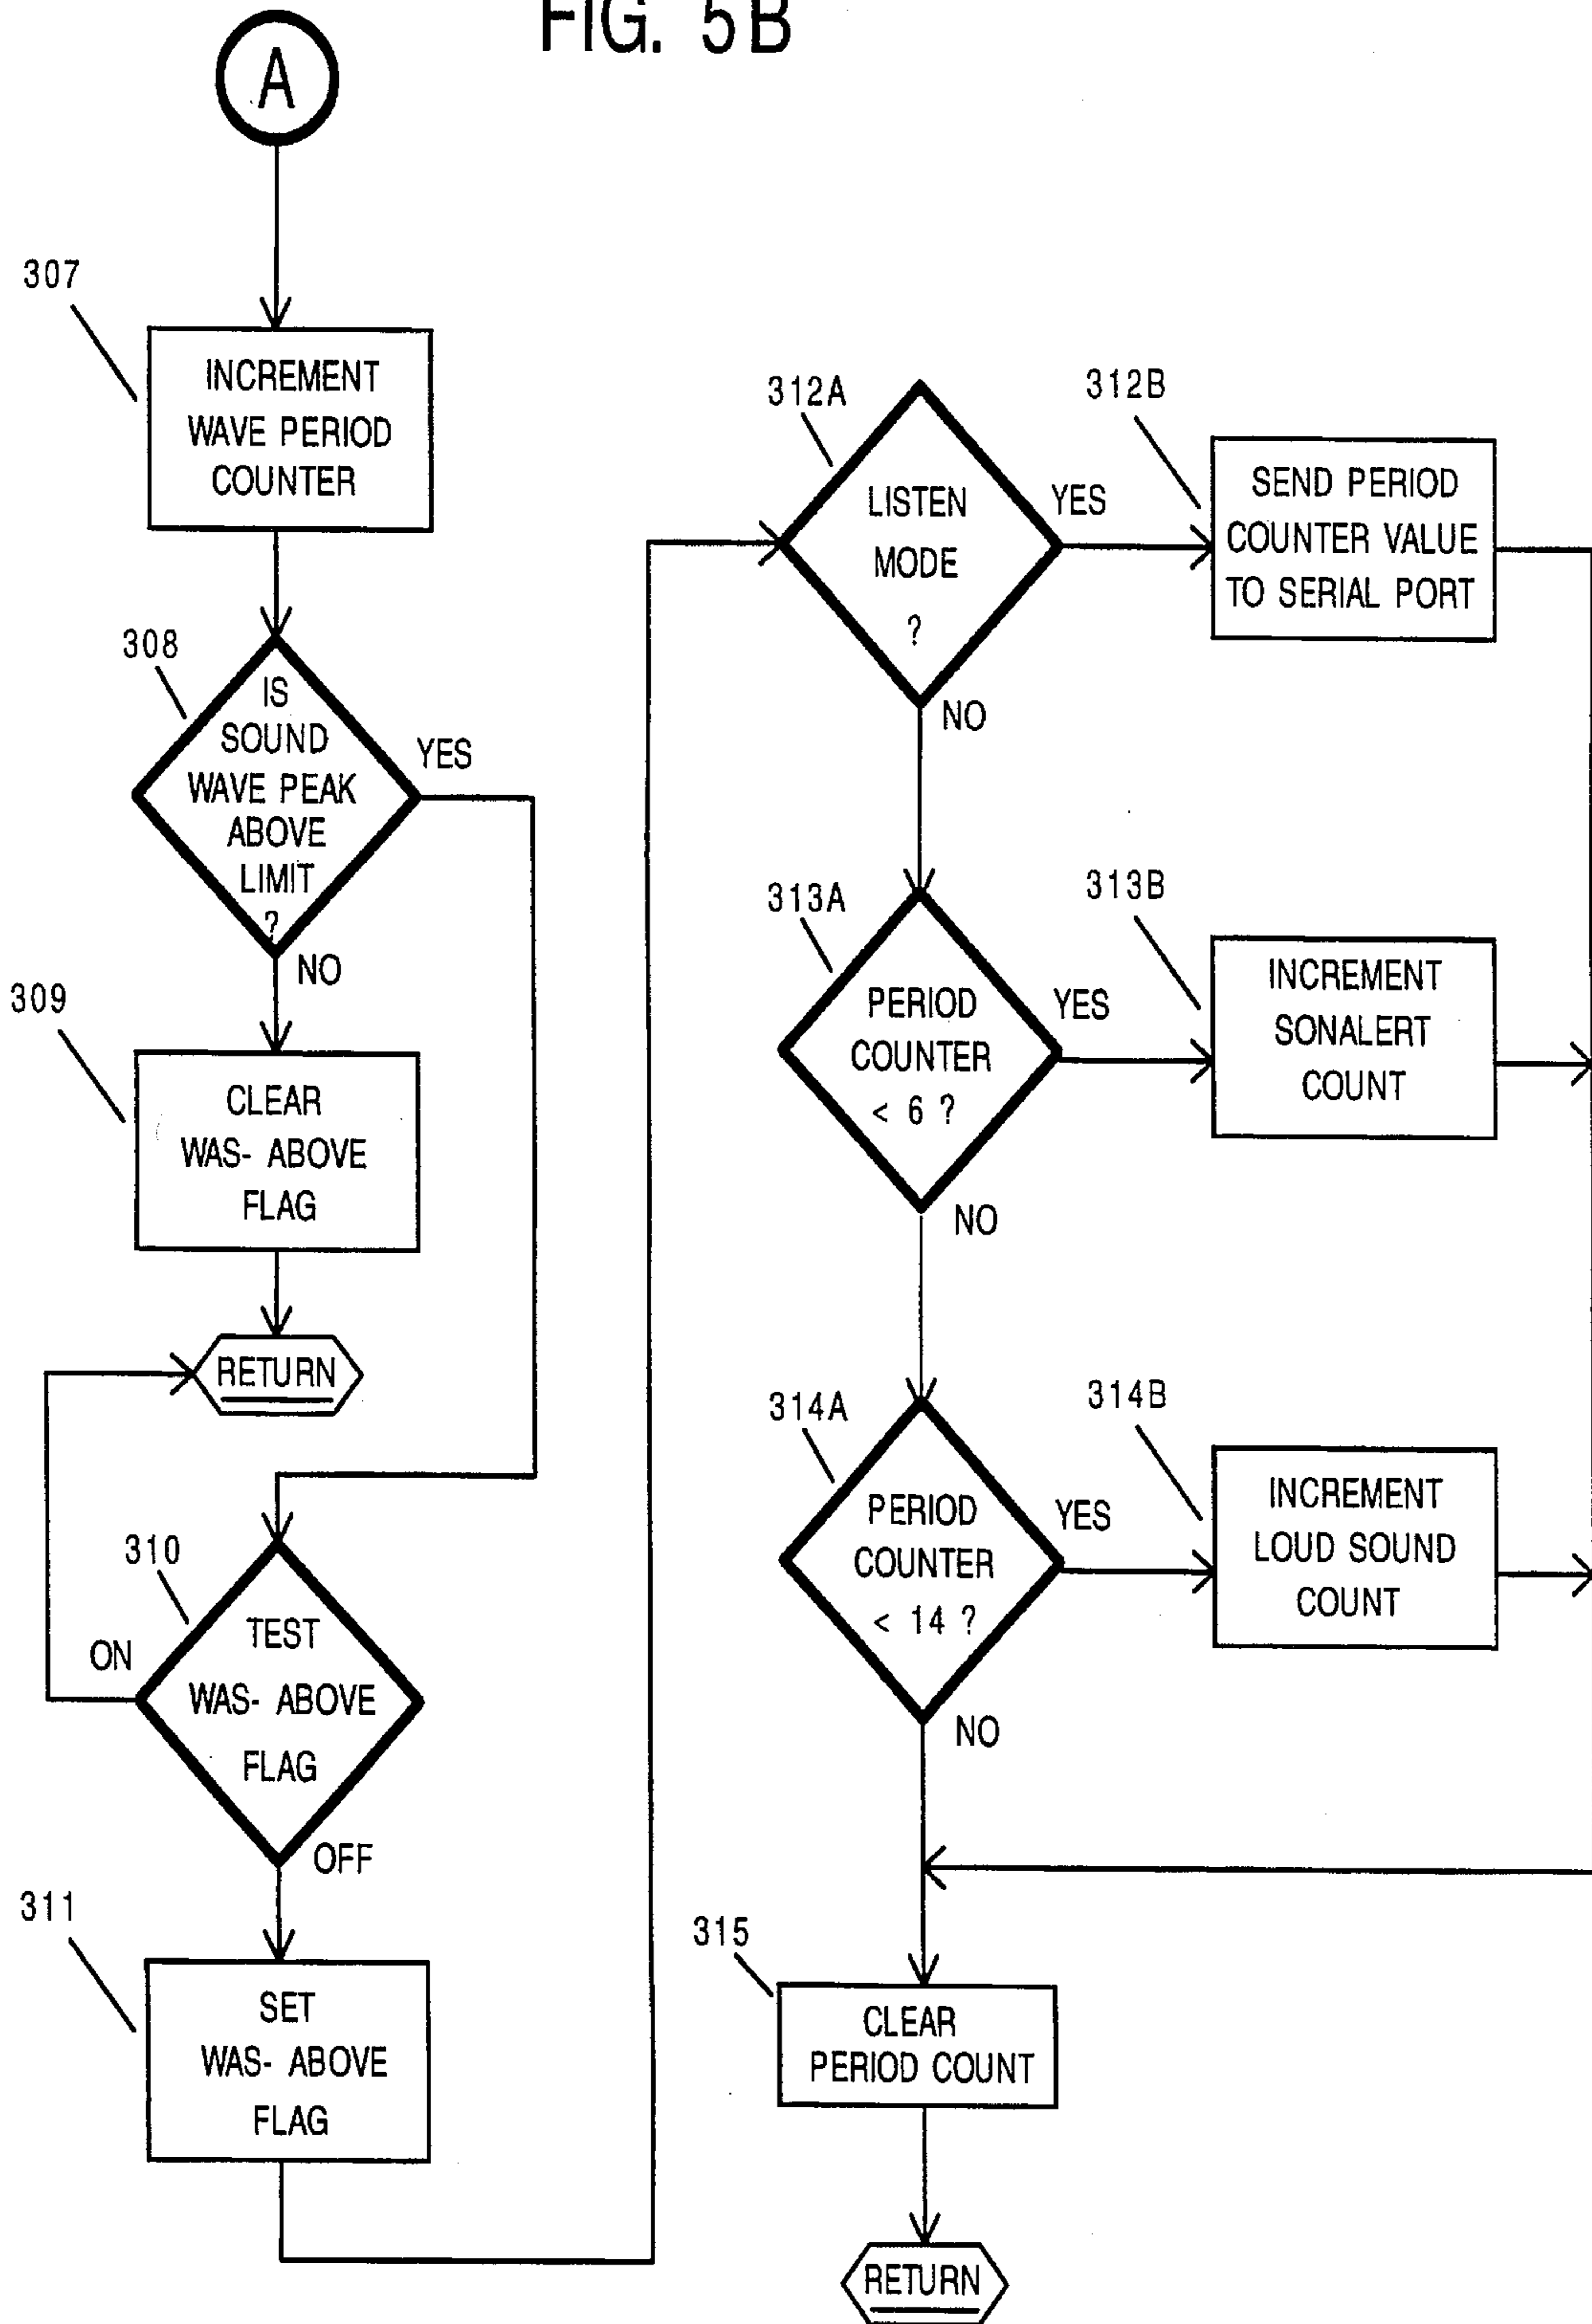 FIG. 5B
A
307
INCREMENT
WAVE PERIOD
COUNTER
308
IS
SOUND
WAVE PEAK
ABOVE
LIMIT
?
YES
NO
309
CLEAR
WAS- ABOVE
FLAG
RETURN
310
TEST
WAS- ABOVE
FLAG
ON
OFF
311
SET
WAS- ABOVE
FLAG
312A
LISTEN
MODE
?
YES
NO
312B
SEND PERIOD
COUNTER VALUE
TO SERIAL PORT
313A
PERIOD
COUNTER
< 6 ?
YES
NO
313B
INCREMENT
SONALERT
COUNT
314A
PERIOD
COUNTER
< 14 ?
YES
NO
314B
INCREMENT
LOUD SOUND
COUNT
315
CLEAR
PERIOD COUNT
RETURN